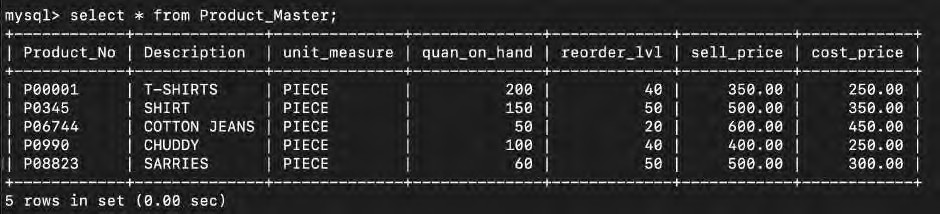 mysql> select * from Product_Master;
+------------+--------------+--------------+--------------+-------------+------------+------------+
| Product_No | Description | unit_measure | quan_on_hand | reorder_lvl | sell_price | cost_price |
+------------+--------------+--------------+--------------+-------------+------------+------------+
| P00001 | T-SHIRTS | PIECE | 200 | 40 | 350.00 | 250.00 |
| P0345 | SHIRT | PIECE | 150 | 50 | 500.00 | 350.00 |
| P06744 | COTTON JEANS | PIECE | 50 | 20 | 600.00 | 450.00 |
| P0990 | CHUDDY | PIECE | 100 | 40 | 400.00 | 250.00 |
| P08823 | SARRIES | PIECE | 60 | 50 | 500.00 | 300.00 |
+------------+--------------+--------------+--------------+-------------+------------+------------+
5 rows in set (0.00 sec)